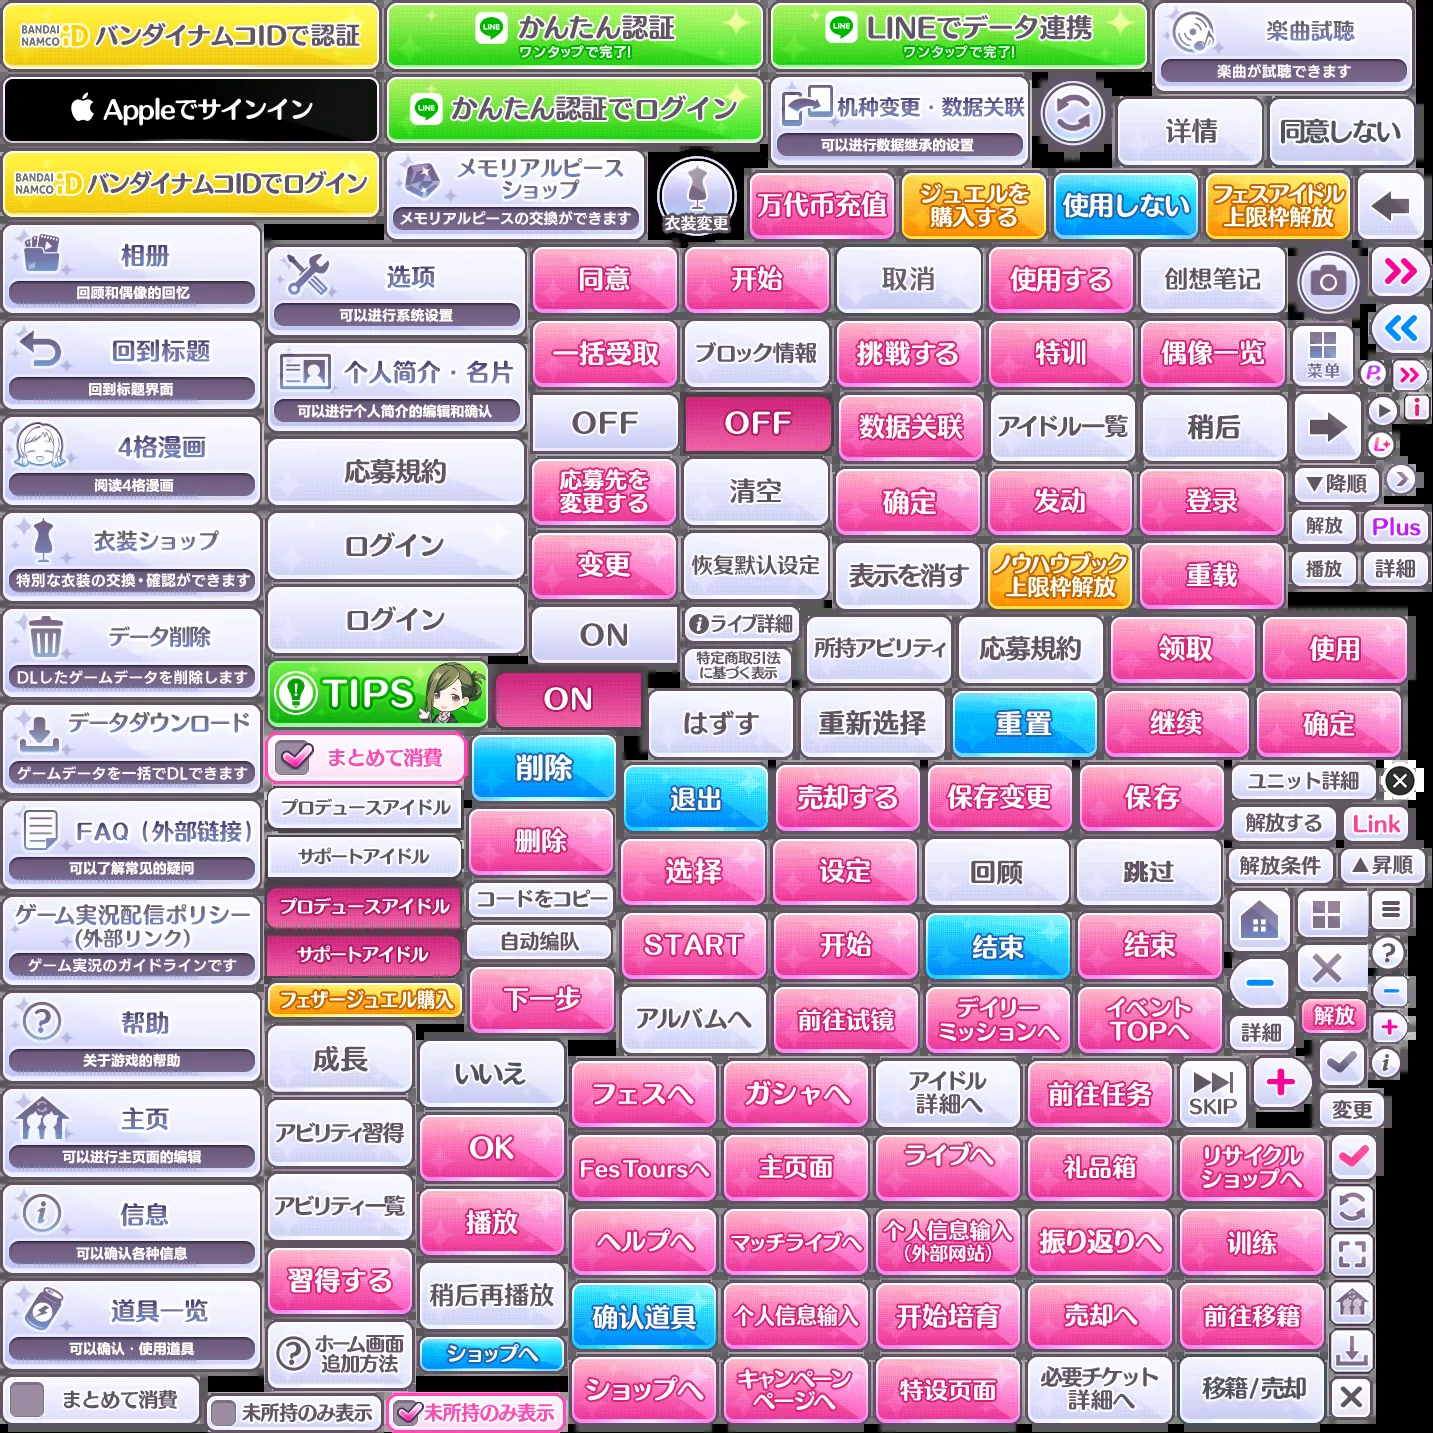 BANDAI NAMCO iD バンダイナムコIDで認証
LINE かんたん認証
ワンタップで完了!
LINE LINEでデータ連携
ワンタップで完了!
楽曲試聴
楽曲が試聴できます
Appleでサインイン
LINE かんたん認証でログイン
机种变更・数据关联
可以进行数据继承的设置
详情
同意しない
BANDAI NAMCO iD バンダイナムコIDでログイン
メモリアルピース
ショップ
メモリアルピースの交換ができます
衣装变更
万代币充值
ジュエルを
購入する
使用しない
フェスアイドル
上限枠解放
相册
回顾和偶像的回忆
选项
可以进行系统设置
同意
开始
取消
使用する
创想笔记
回到标题
回到标题界面
个人简介・名片
可以进行个人简介的编辑和确认
一括受取
ブロック情報
挑戦する
特训
偶像一览
菜单
P
OFF
OFF
数据关联
アイドル一覧
稍后
i
L
4格漫画
阅读4格漫画
応募規約
応募先を
変更する
清空
确定
发动
登录
▼降順
解放
Plus
衣装ショップ
特別な衣装の交換・確認ができます
ログイン
变更
恢复默认设定
表示を消す
ノウハウブック
上限枠解放
重载
播放
詳細
データ削除
DLしたゲームデータを削除します
ログイン
ON
ライブ詳細
特定商取引法
に基づく表示
所持アビリティ
応募規約
领取
使用
TIPS
ON
はずす
重新选择
重置
继续
确定
データダウンロード
ゲームデータを一括でDLできます
まとめて消費
削除
退出
売却する
保存变更
保存
ユニット詳細
プロデュースアイドル
解放する
Link
FAQ（外部链接）
可以了解常见的疑问
サポートアイドル
删除
选择
设定
回顾
跳过
解放条件
▲昇順
プロデュースアイドル
コードをコピー
ゲーム実況配信ポリシー
(外部リンク)
ゲーム実況のガイドラインです
サポートアイドル
自动编队
START
开始
结束
结束
?
フェザージュエル購入
下一步
アルバムへ
前往试镜
デイリー
ミッションへ
イベント
TOPへ
詳細
解放
帮助
关于游戏的帮助
成長
いいえ
フェスへ
ガシャへ
アイドル
詳細へ
前往任务
SKIP
i
変更
主页
可以进行主页面的编辑
アビリティ習得
OK
FesToursへ
主页面
ライブへ
礼品箱
リサイクル
ショップへ
信息
可以确认各种信息
アビリティ一覧
播放
ヘルプへ
マッチライブへ
个人信息输入
（外部网站）
振り返りへ
训练
道具一览
可以确认・使用道具
習得する
稍后再播放
确认道具
个人信息输入
开始培育
売却へ
前往移籍
ホーム画面
追加方法
ショップへ
ショップへ
キャンペーン
ページへ
特设页面
必要チケット
詳細へ
移籍/売却
まとめて消費
未所持のみ表示
未所持のみ表示